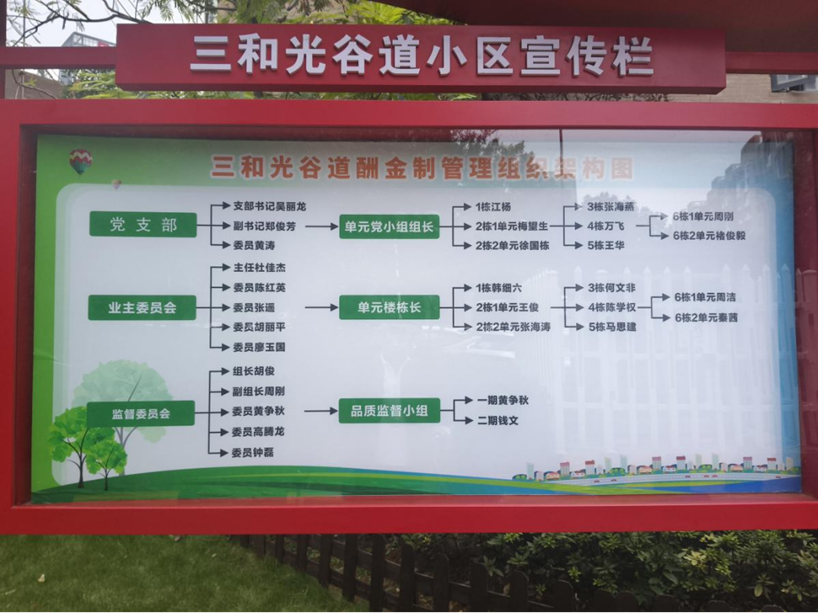 三和光谷道小区宣传栏
三和光谷道酬金制管理组织架构图
党支部
支部书记吴丽龙
副书记郑俊芳
委员黄涛
单元党小组组长
1栋江杨
2栋1单元梅望生
2栋2单元徐国栋
3栋张海燕
4栋万飞
5栋王华
6栋1单元周刚
6栋2单元褚俊毅
业主委员会
主任杜佳杰
委员陈红英
委员张遥
委员胡丽平
委员廖玉国
单元楼栋长
1栋韩细六
2栋1单元王俊
2栋2单元张海涛
3栋何文非
4栋陈学权
5栋马思建
6栋1单元周洁
6栋2单元秦茜
监督委员会
组长胡俊
副组长周刚
委员黄争秋
委员高腾龙
委员钟磊
品质监督小组
一期黄争秋
二期钱文